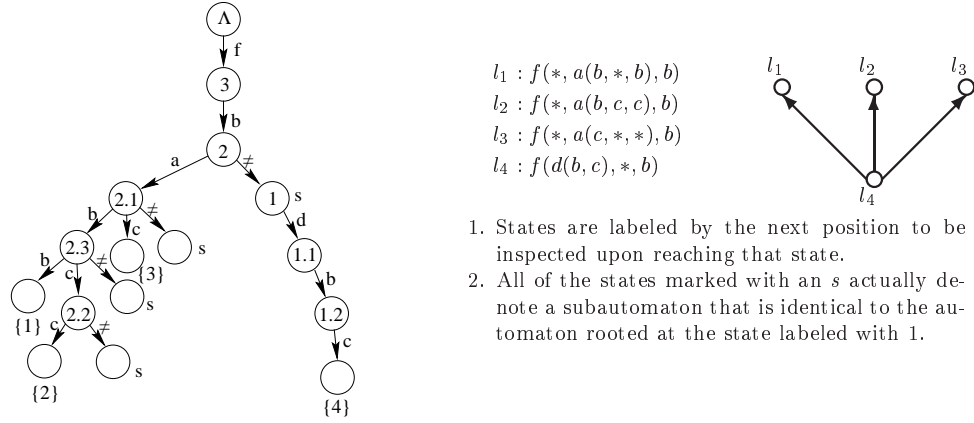 Λ
f
3
b
2
a ≠
2.1 1 s
b c ≠ d
2.3 s 1.1
b c ≠ {3} b
{1} 2.2 s 1.2
c ≠ c
{2} s
{4}
l₁ : f(∗, a(b, ∗, b), b)
l₂ : f(∗, a(b, c, c), b)
l₃ : f(∗, a(c, ∗, ∗), b)
l₄ : f(d(b, c), ∗, b)
l₁ l₂ l₃
l₄
1. States are labeled by the next position to be
inspected upon reaching that state.
2. All of the states marked with an s actually de-
note a subautomaton that is identical to the au-
tomaton rooted at the state labeled with 1.